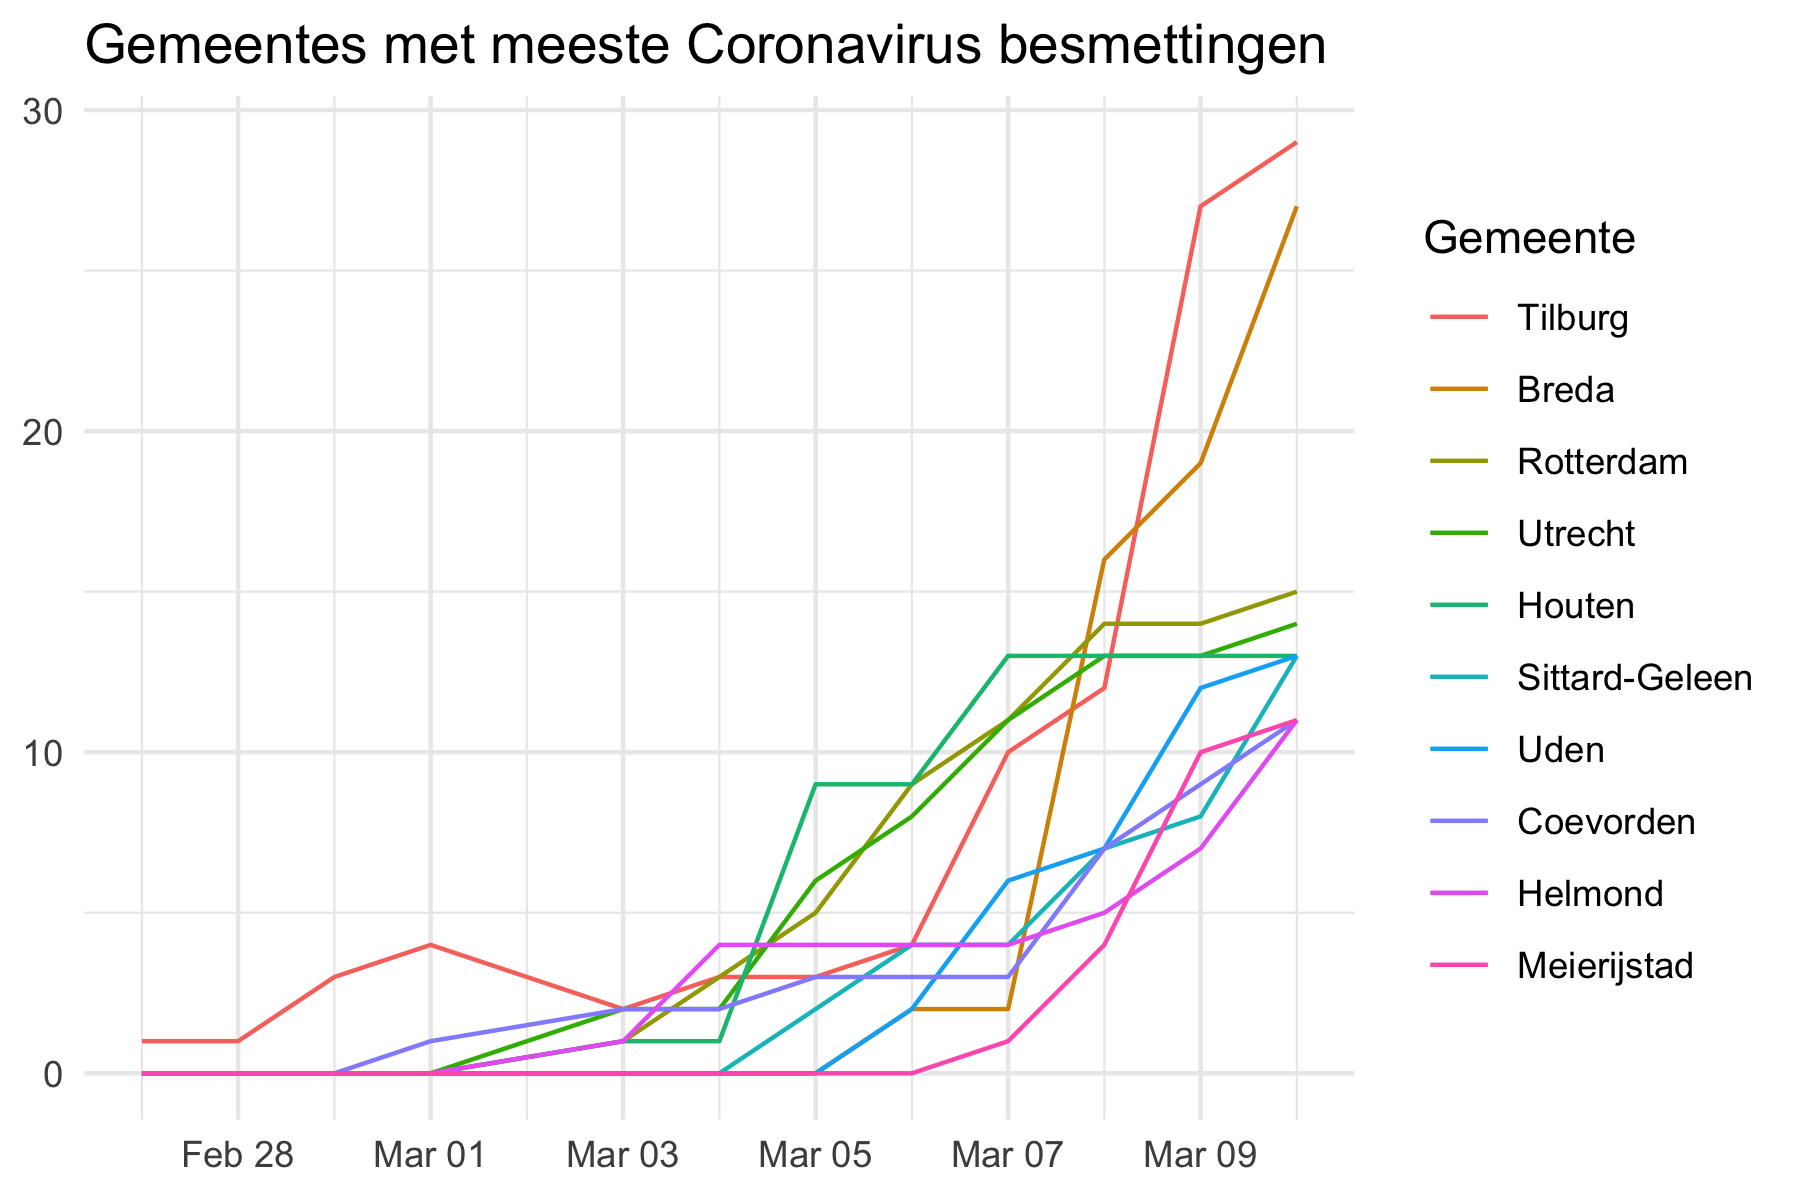 Gemeentes met meeste Coronavirus besmettingen
30
20
10
0
Feb 28
Mar 01
Mar 03
Mar 05
Mar 07
Mar 09
Gemeente
Tilburg
Breda
Rotterdam
Utrecht
Houten
Sittard-Geleen
Uden
Coevorden
Helmond
Meierijstad